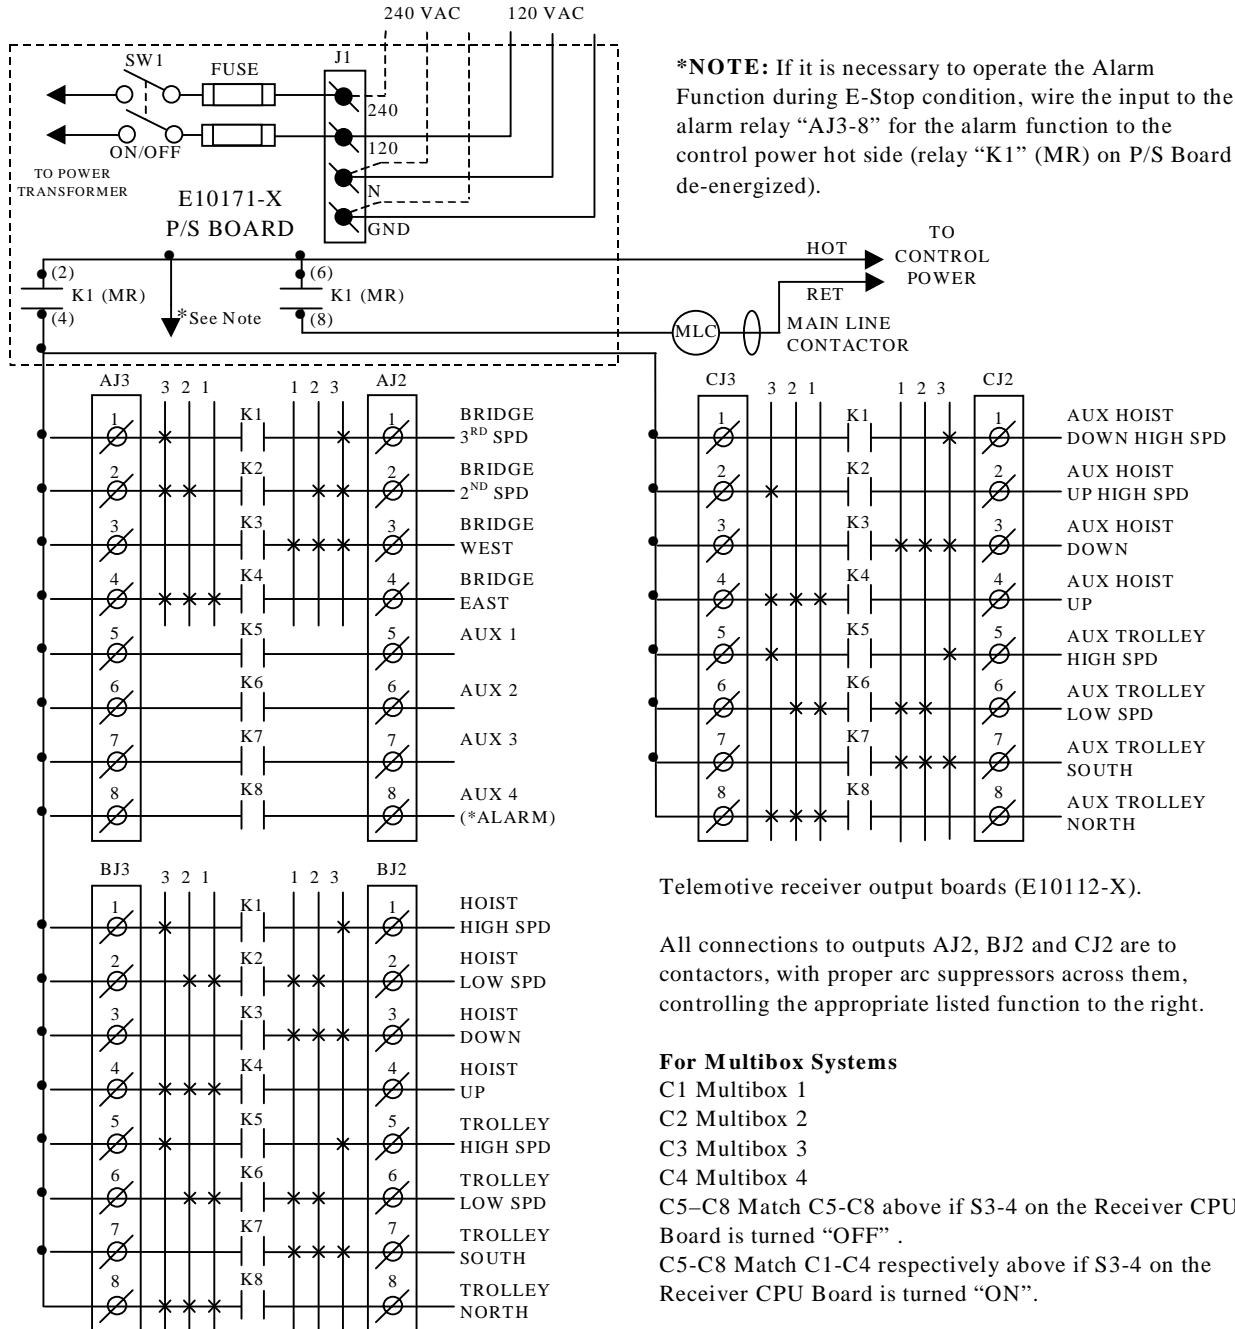 240 VAC
120 VAC
SW1
FUSE
J1
240
120
N
GND
ON/OFF
TO POWER
TRANSFORMER
E10171-X
P/S BOARD
*NOTE: If it is necessary to operate the Alarm
Function during E-Stop condition, wire the input to the
alarm relay “AJ3-8” for the alarm function to the
control power hot side (relay “K1” (MR) on P/S Board
de-energized).
(2)
K1 (MR)
(4)
*See Note
(6)
K1 (MR)
(8)
HOT
RET
TO
CONTROL
POWER
MLC
MAIN LINE
CONTACTOR
AJ3
3 2 1
1 2 3
AJ2
1
K1
1
BRIDGE
3RD SPD
2
K2
2
BRIDGE
2ND SPD
3
K3
3
BRIDGE
WEST
4
K4
4
BRIDGE
EAST
5
K5
5
AUX 1
6
K6
6
AUX 2
7
K7
7
AUX 3
8
K8
8
AUX 4
(*ALARM)
CJ3
3 2 1
1 2 3
CJ2
1
K1
1
AUX HOIST
DOWN HIGH SPD
2
K2
2
AUX HOIST
UP HIGH SPD
3
K3
3
AUX HOIST
DOWN
4
K4
4
AUX HOIST
UP
5
K5
5
AUX TROLLEY
HIGH SPD
6
K6
6
AUX TROLLEY
LOW SPD
7
K7
7
AUX TROLLEY
SOUTH
8
K8
8
AUX TROLLEY
NORTH
BJ3
3 2 1
1 2 3
BJ2
1
K1
1
HOIST
HIGH SPD
2
K2
2
HOIST
LOW SPD
3
K3
3
HOIST
DOWN
4
K4
4
HOIST
UP
5
K5
5
TROLLEY
HIGH SPD
6
K6
6
TROLLEY
LOW SPD
7
K7
7
TROLLEY
SOUTH
8
K8
8
TROLLEY
NORTH
Telemotive receiver output boards (E10112-X).
All connections to outputs AJ2, BJ2 and CJ2 are to
contactors, with proper arc suppressors across them,
controlling the appropriate listed function to the right.
For Multibox Systems
C1 Multibox 1
C2 Multibox 2
C3 Multibox 3
C4 Multibox 4
C5–C8 Match C5-C8 above if S3-4 on the Receiver CPU
Board is turned “OFF” .
C5-C8 Match C1-C4 respectively above if S3-4 on the
Receiver CPU Board is turned “ON”.